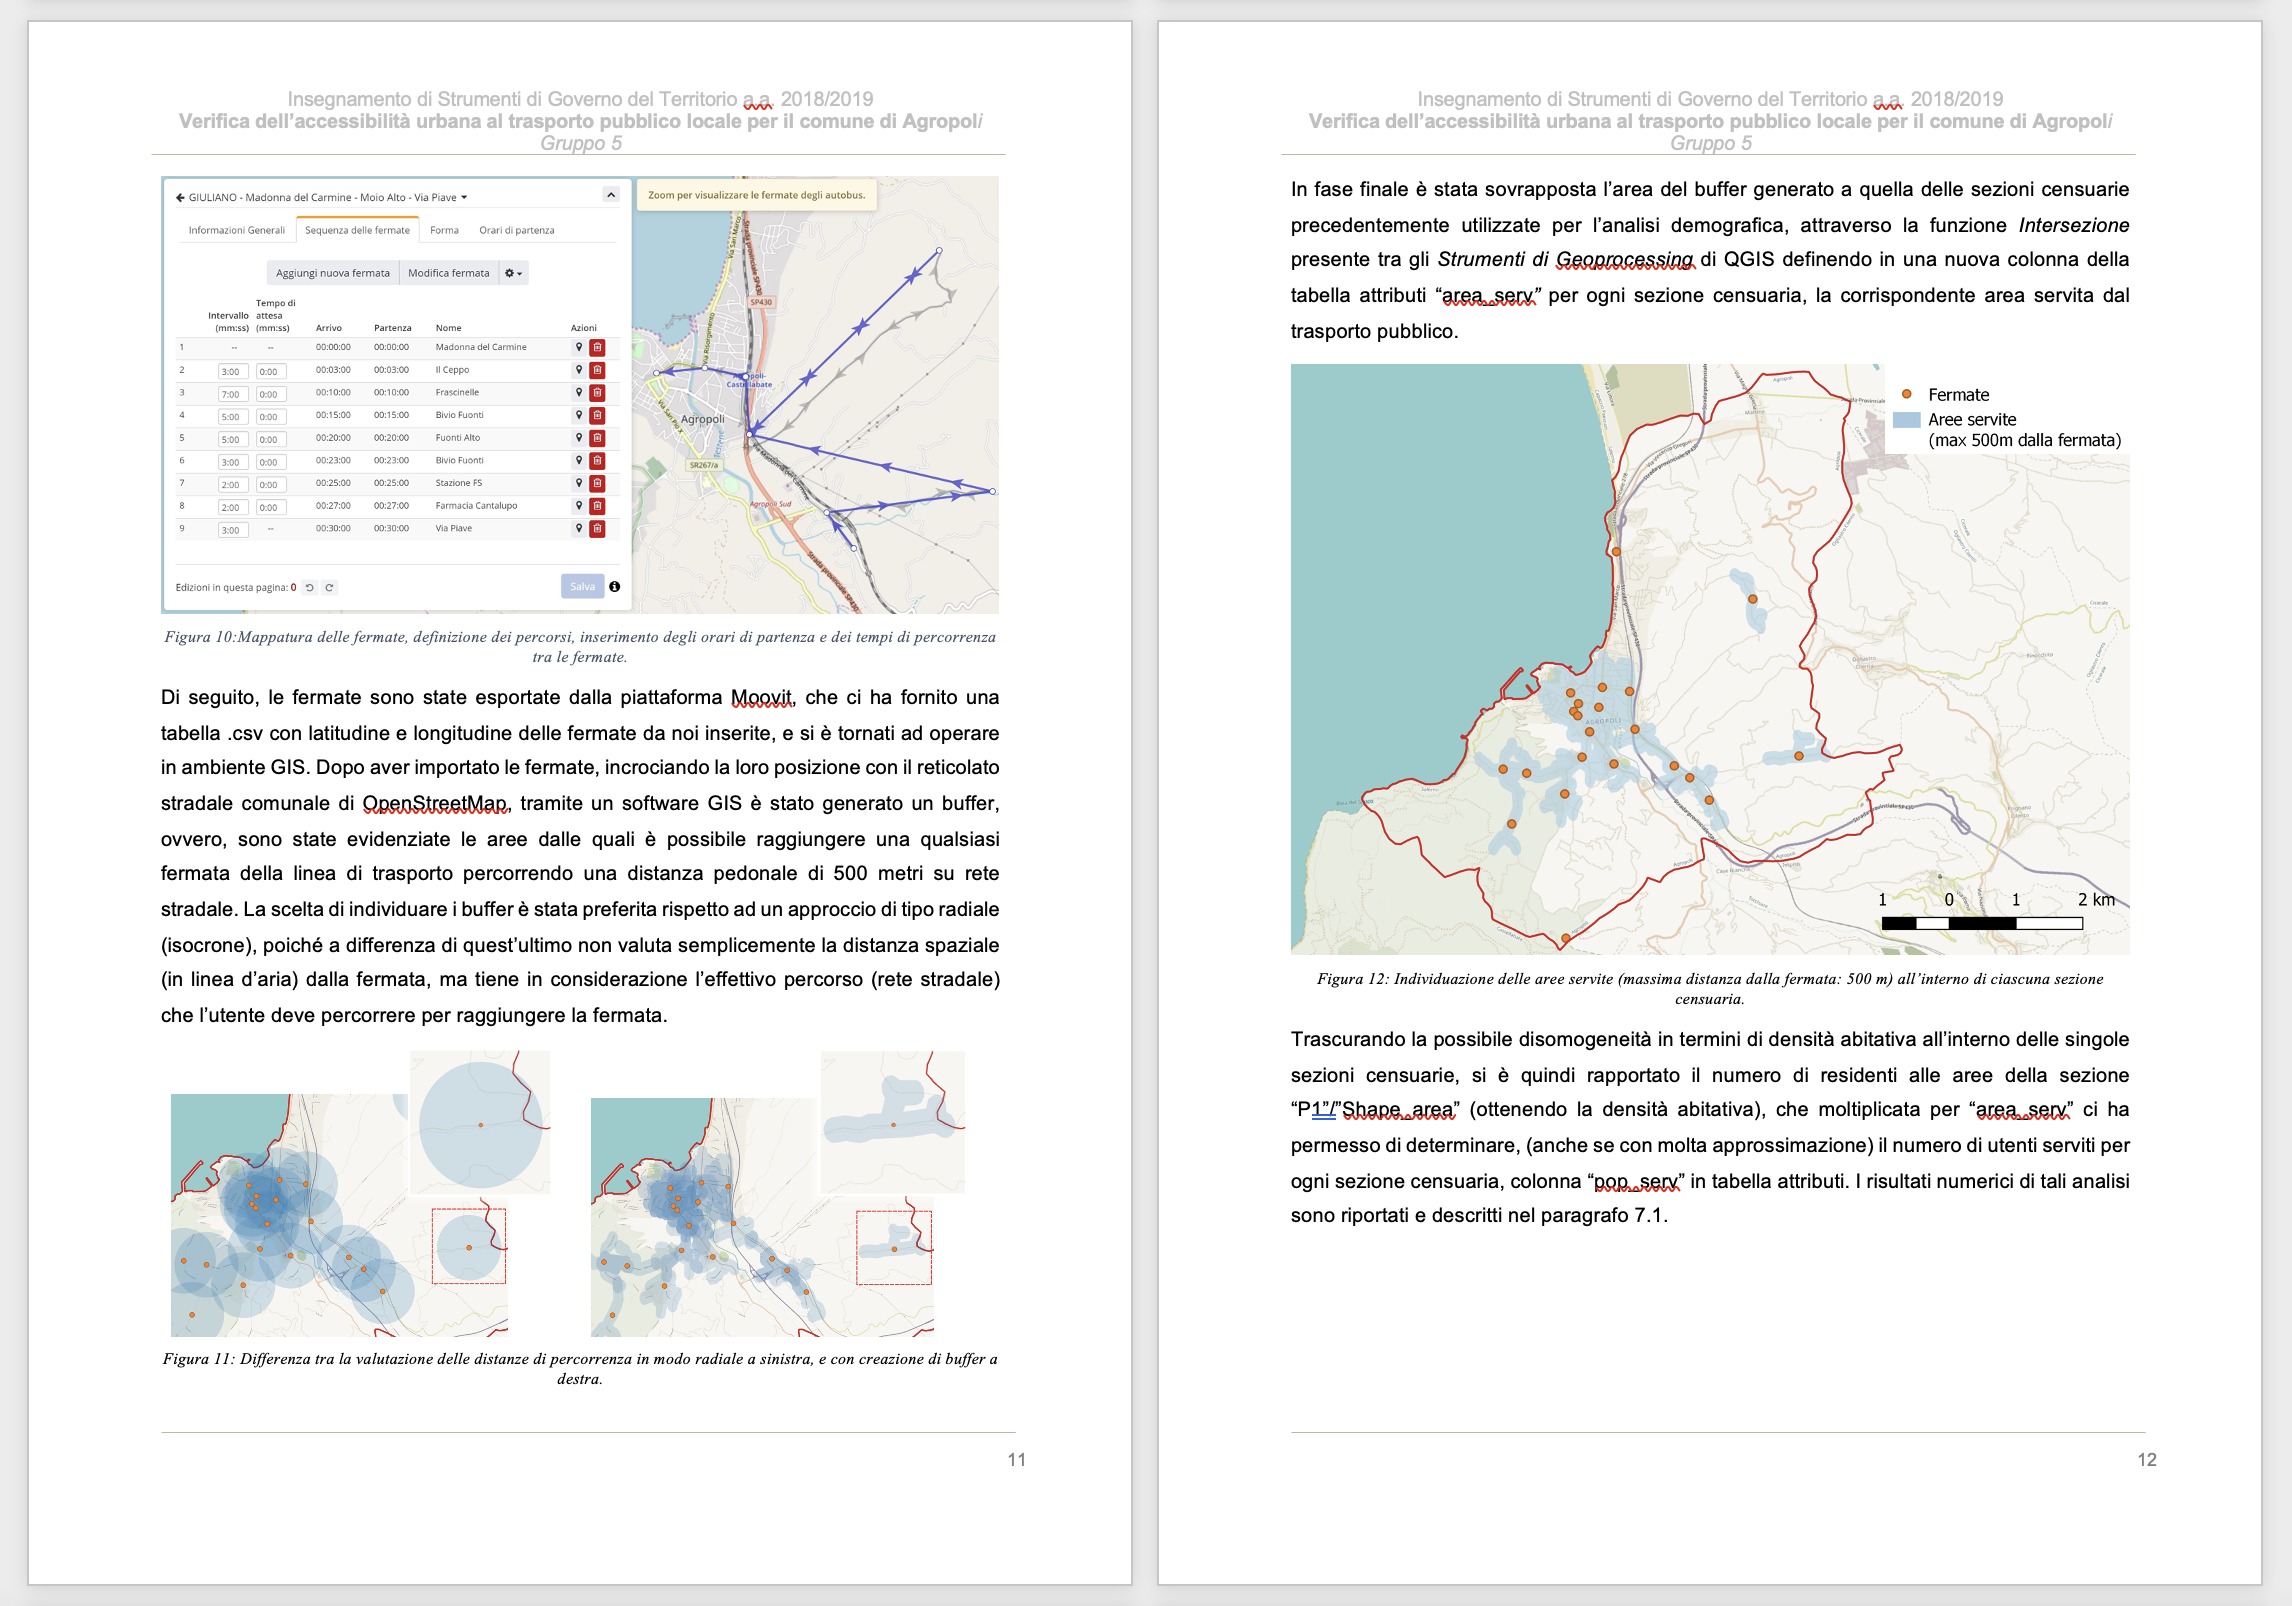 Insegnamento di Strumenti di Governo del Territorio a.a. 2018/2019
Verifica dell’accessibilità urbana al trasporto pubblico locale per il comune di Agropoli
Gruppo 5
GIULIANO - Madonna del Carmine - Moio Alto - Via Piave
Informazioni Generali Sequenza delle fermate Forma Orari di partenza
Aggiungi nuova fermata Modifica fermata
Intervallo (mm:ss) Tempo di attesa (mm:ss) Arrivo Partenza Nome Azioni
1 -- -- 00:00:00 00:00:00 Madonna del Carmine
2 3:00 0:00 00:03:00 00:03:00 Il Ceppo
3 7:00 0:00 00:10:00 00:10:00 Frascinelle
4 5:00 0:00 00:15:00 00:15:00 Bivio Fuonti
5 5:00 0:00 00:20:00 00:20:00 Fuonti Alto
6 3:00 0:00 00:23:00 00:23:00 Bivio Fuonti
7 2:00 0:00 00:25:00 00:25:00 Stazione FS
8 2:00 0:00 00:27:00 00:27:00 Farmacia Cantalupo
9 3:00 -- 00:30:00 00:30:00 Via Piave
Edizioni in questa pagina: 0
Salva
Zoom per visualizzare le fermate degli autobus.
Via San Marco
Strada provinciale SP430
SP430
Via Risorgimento
Agropoli-
Castellabate
Via San Pio X
Agropoli
Testene
SR267/a
Via Madonna del Carmine
Agropoli Sud
Strada provinciale SP430
Figura 10:Mappatura delle fermate, definizione dei percorsi, inserimento degli orari di partenza e dei tempi di percorrenza
tra le fermate.
Di seguito, le fermate sono state esportate dalla piattaforma Moovit, che ci ha fornito una
tabella .csv con latitudine e longitudine delle fermate da noi inserite, e si è tornati ad operare
in ambiente GIS. Dopo aver importato le fermate, incrociando la loro posizione con il reticolato
stradale comunale di OpenStreetMap, tramite un software GIS è stato generato un buffer,
ovvero, sono state evidenziate le aree dalle quali è possibile raggiungere una qualsiasi
fermata della linea di trasporto percorrendo una distanza pedonale di 500 metri su rete
stradale. La scelta di individuare i buffer è stata preferita rispetto ad un approccio di tipo radiale
(isocrone), poiché a differenza di quest’ultimo non valuta semplicemente la distanza spaziale
(in linea d’aria) dalla fermata, ma tiene in considerazione l’effettivo percorso (rete stradale)
che l’utente deve percorrere per raggiungere la fermata.
Figura 11: Differenza tra la valutazione delle distanze di percorrenza in modo radiale a sinistra, e con creazione di buffer a
destra.
11
Insegnamento di Strumenti di Governo del Territorio a.a. 2018/2019
Verifica dell’accessibilità urbana al trasporto pubblico locale per il comune di Agropoli
Gruppo 5
In fase finale è stata sovrapposta l’area del buffer generato a quella delle sezioni censuarie
precedentemente utilizzate per l’analisi demografica, attraverso la funzione Intersezione
presente tra gli Strumenti di Geoprocessing di QGIS definendo in una nuova colonna della
tabella attributi “area_serv” per ogni sezione censuaria, la corrispondente area servita dal
trasporto pubblico.
Fermate
Aree servite
(max 500m dalla fermata)
AGROPOLI
1 0 1 2 km
Figura 12: Individuazione delle aree servite (massima distanza dalla fermata: 500 m) all’interno di ciascuna sezione
censuaria.
Trascurando la possibile disomogeneità in termini di densità abitativa all’interno delle singole
sezioni censuarie, si è quindi rapportato il numero di residenti alle aree della sezione
“P1”/”Shape_area” (ottenendo la densità abitativa), che moltiplicata per “area_serv” ci ha
permesso di determinare, (anche se con molta approssimazione) il numero di utenti serviti per
ogni sezione censuaria, colonna “pop_serv” in tabella attributi. I risultati numerici di tali analisi
sono riportati e descritti nel paragrafo 7.1.
12